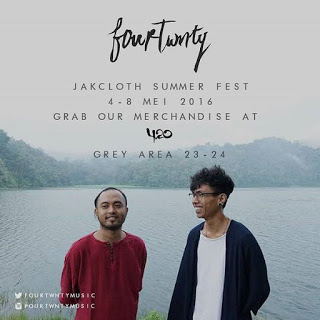 fourtwnty
JAKCLOTH SUMMER FEST
4-8 MEI 2016
GRAB OUR MERCHANDISE AT
420
GREY AREA 23-24
FOURTWNTYMUSIC
FOURTWNTYMUSIC